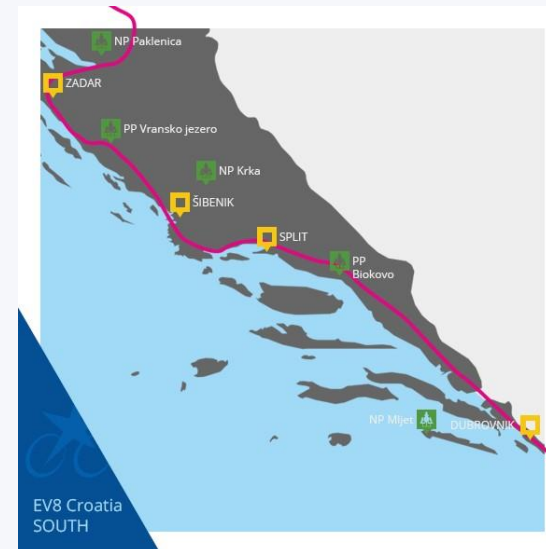 NP Paklenica
ZADAR
PP Vransko jezero
NP Krka
ŠIBENIK
SPLIT
PP
Biokovo
NP Mljet
DUBROVNIK
EV8 Croatia
SOUTH